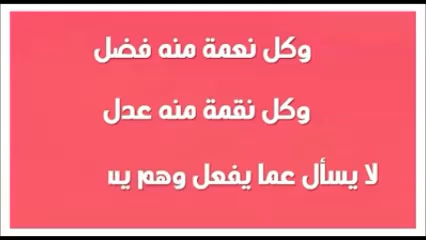 وكل نعمة منه فضل
وكل نقمة منه عدل
لا يسأل عما يفعل وهم